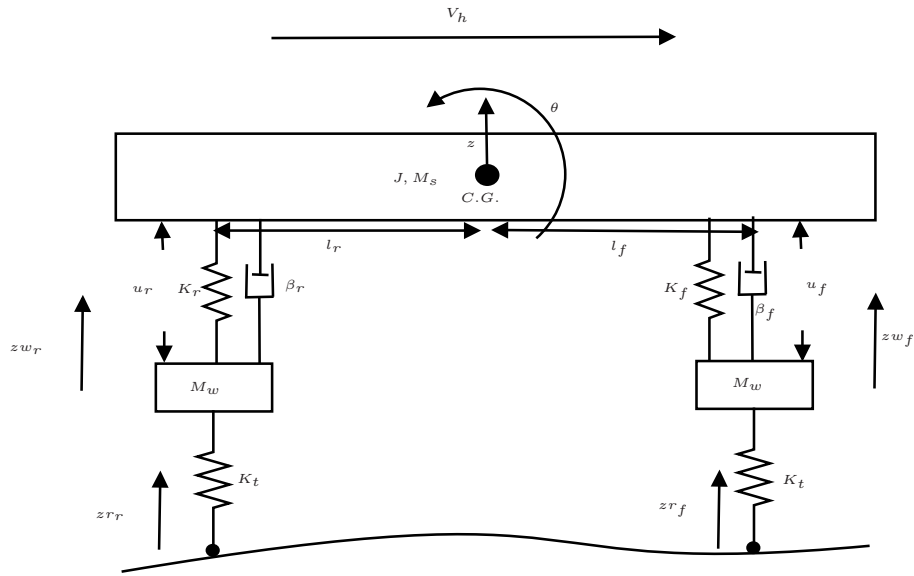 V_h
θ
z
J, M_s
C.G.
l_r
l_f
u_r
K_r
β_r
K_f
u_f
β_f
zw_r
zw_f
M_w
M_w
K_t
K_t
zr_r
zr_f